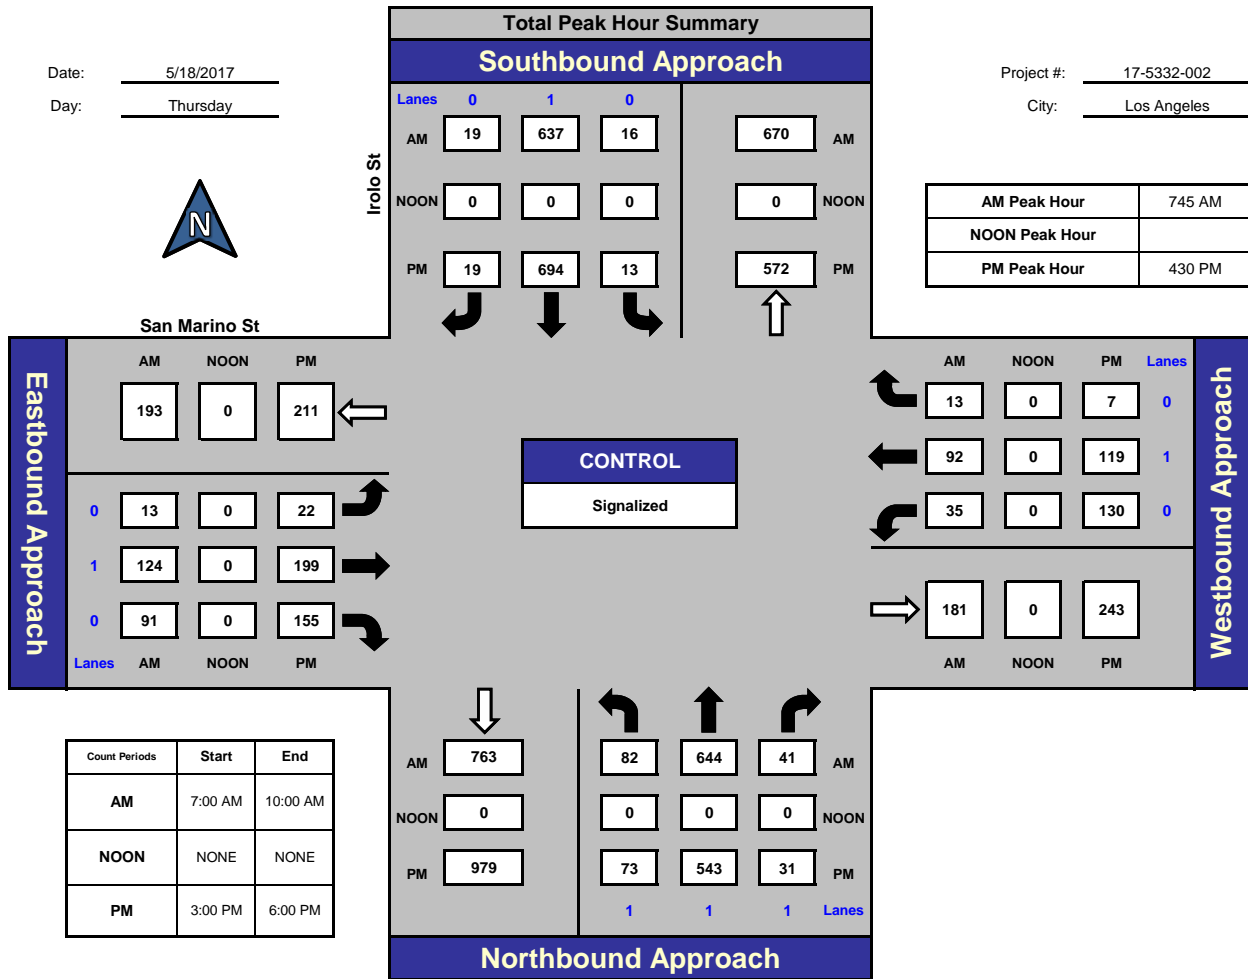 Total Peak Hour Summary
Southbound Approach
Date: 5/18/2017
Day: Thursday
Project #: 17-5332-002
City: Los Angeles
N
Irolo St
Lanes 0 1 0
AM 19 637 16 670 AM
NOON 0 0 0 0 NOON
PM 19 694 13 572 PM
AM Peak Hour 745 AM
NOON Peak Hour
PM Peak Hour 430 PM
San Marino St
Eastbound Approach
AM NOON PM
193 0 211
0 13 0 22
1 124 0 199
0 91 0 155
Lanes AM NOON PM
CONTROL
Signalized
AM NOON PM Lanes
13 0 7 0
92 0 119 1
35 0 130 0
181 0 243
AM NOON PM
Westbound Approach
Count Periods Start End
AM 7:00 AM 10:00 AM
NOON NONE NONE
PM 3:00 PM 6:00 PM
AM 763 82 644 41 AM
NOON 0 0 0 0 NOON
PM 979 73 543 31 PM
1 1 1 Lanes
Northbound Approach